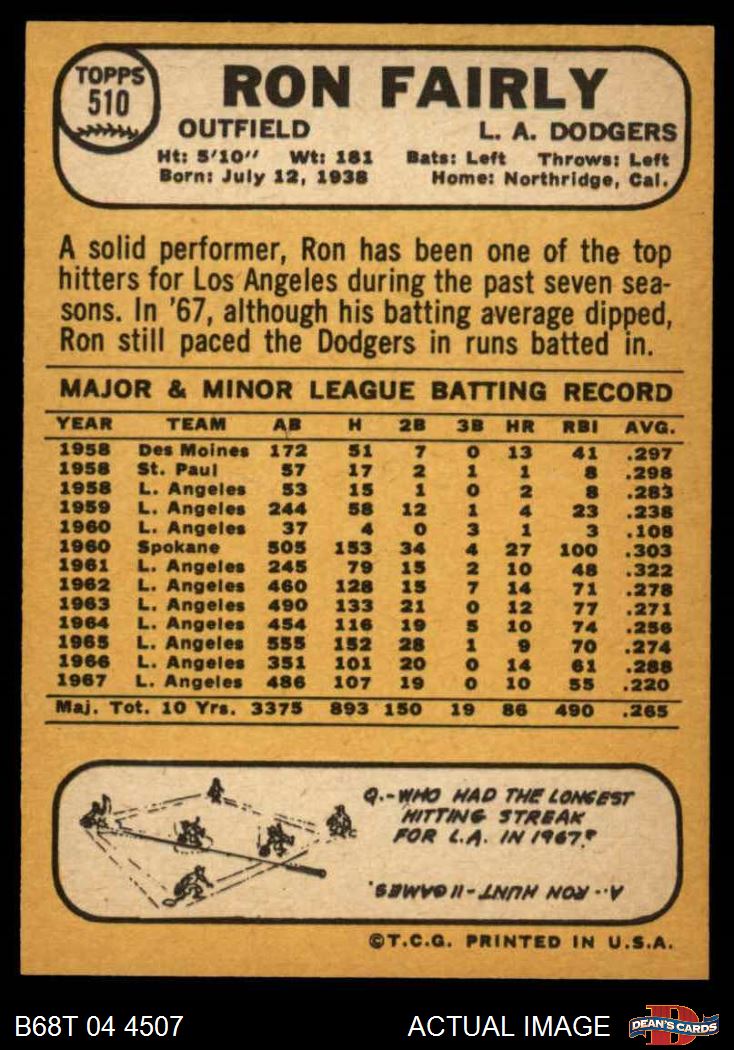 TOPPS
510
RON FAIRLY
OUTFIELD L. A. DODGERS
Ht: 5'10" Wt: 181 Bats: Left Throws: Left
Born: July 12, 1938 Home: Northridge, Cal.
A solid performer, Ron has been one of the top
hitters for Los Angeles during the past seven sea-
sons. In '67, although his batting average dipped,
Ron still paced the Dodgers in runs batted in.
MAJOR & MINOR LEAGUE BATTING RECORD
YEAR TEAM AB H 2B 3B HR RBI AVG.
1958 Des Moines 172 51 7 0 13 41 .297
1958 St. Paul 57 17 2 1 1 8 .298
1958 L. Angeles 53 15 1 0 2 8 .283
1959 L. Angeles 244 58 12 1 4 23 .238
1960 L. Angeles 37 4 0 3 1 3 .108
1960 Spokane 505 153 34 4 27 100 .303
1961 L. Angeles 245 79 15 2 10 48 .322
1962 L. Angeles 460 128 15 7 14 71 .278
1963 L. Angeles 490 133 21 0 12 77 .271
1964 L. Angeles 454 116 19 5 10 74 .256
1965 L. Angeles 555 152 28 1 9 70 .274
1966 L. Angeles 351 101 20 0 14 61 .288
1967 L. Angeles 486 107 19 0 10 55 .220
Maj. Tot. 10 Yrs. 3375 893 150 19 86 490 .265
Q.-WHO HAD THE LONGEST
HITTING STREAK
FOR L.A. IN 1967?
A.. RON HUNT-11 GAMES.
©T.C.G. PRINTED IN U.S.A.
B68T 04 4507 ACTUAL IMAGE DEAN'S CARDS